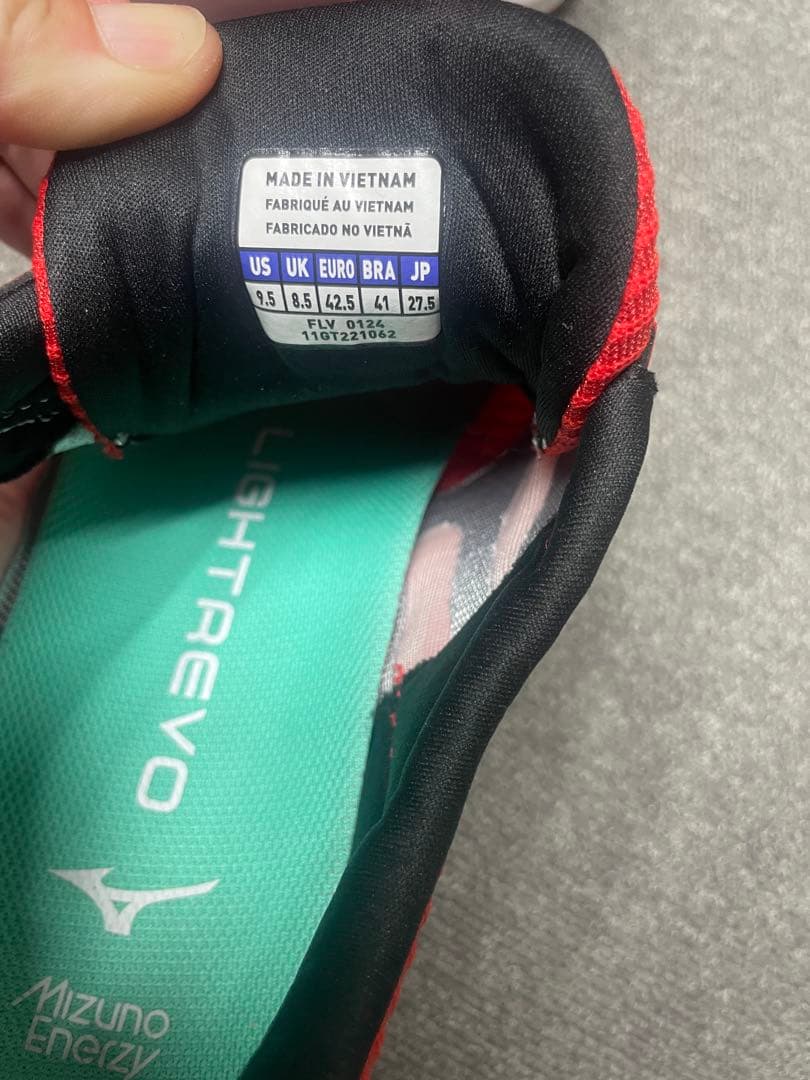 MADE IN VIETNAM
FABRIQUÉ AU VIETNAM
FABRICADO NO VIETNÃ
US UK EURO BRA JP
9.5 8.5 42.5 41 27.5
FLV 0124
11GT221062
LIGHTREVO
MIZUNO
ENERZY